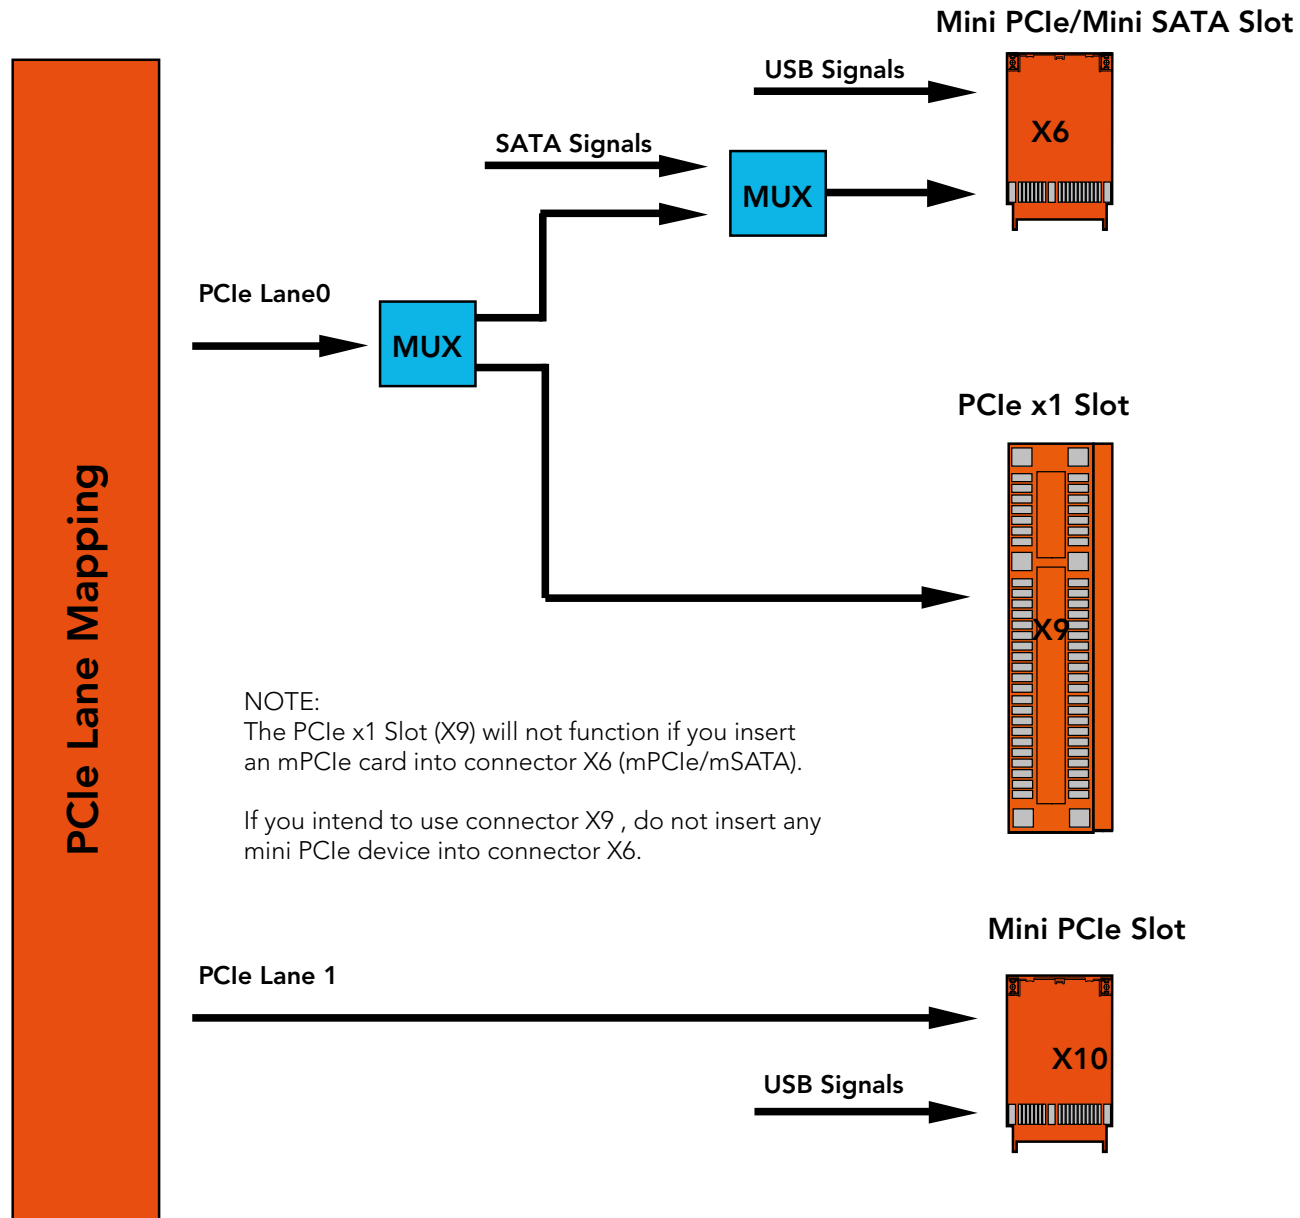 Mini PCIe/Mini SATA Slot
USB Signals
X6
SATA Signals
MUX
PCIe Lane0
MUX
PCIe x1 Slot
X9
PCIe Lane Mapping
NOTE:
The PCIe x1 Slot (X9) will not function if you insert
an mPCIe card into connector X6 (mPCIe/mSATA).
If you intend to use connector X9 , do not insert any
mini PCIe device into connector X6.
Mini PCIe Slot
PCIe Lane 1
X10
USB Signals